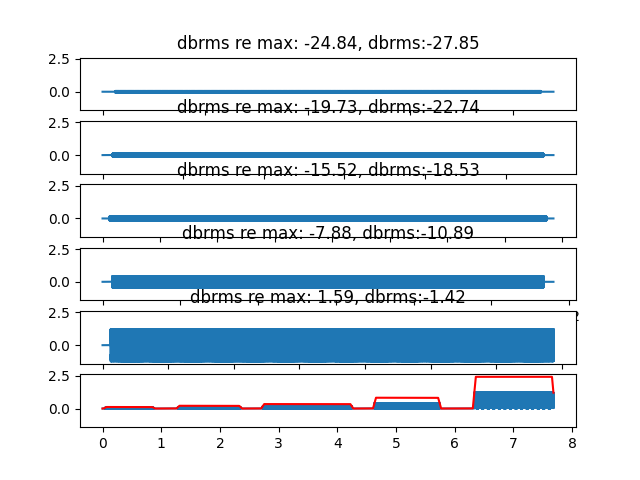 dbrms re max: -24.84, dbrms:-27.85
2.5
0.0
dbrms re max: -19.73, dbrms:-22.74
2.5
0.0
dbrms re max: -15.52, dbrms:-18.53
2.5
0.0
dbrms re max: -7.88, dbrms:-10.89
2.5
0.0
dbrms re max: 1.59, dbrms:-1.42
2.5
0.0
2.5
0.0
0 1 2 3 4 5 6 7 8